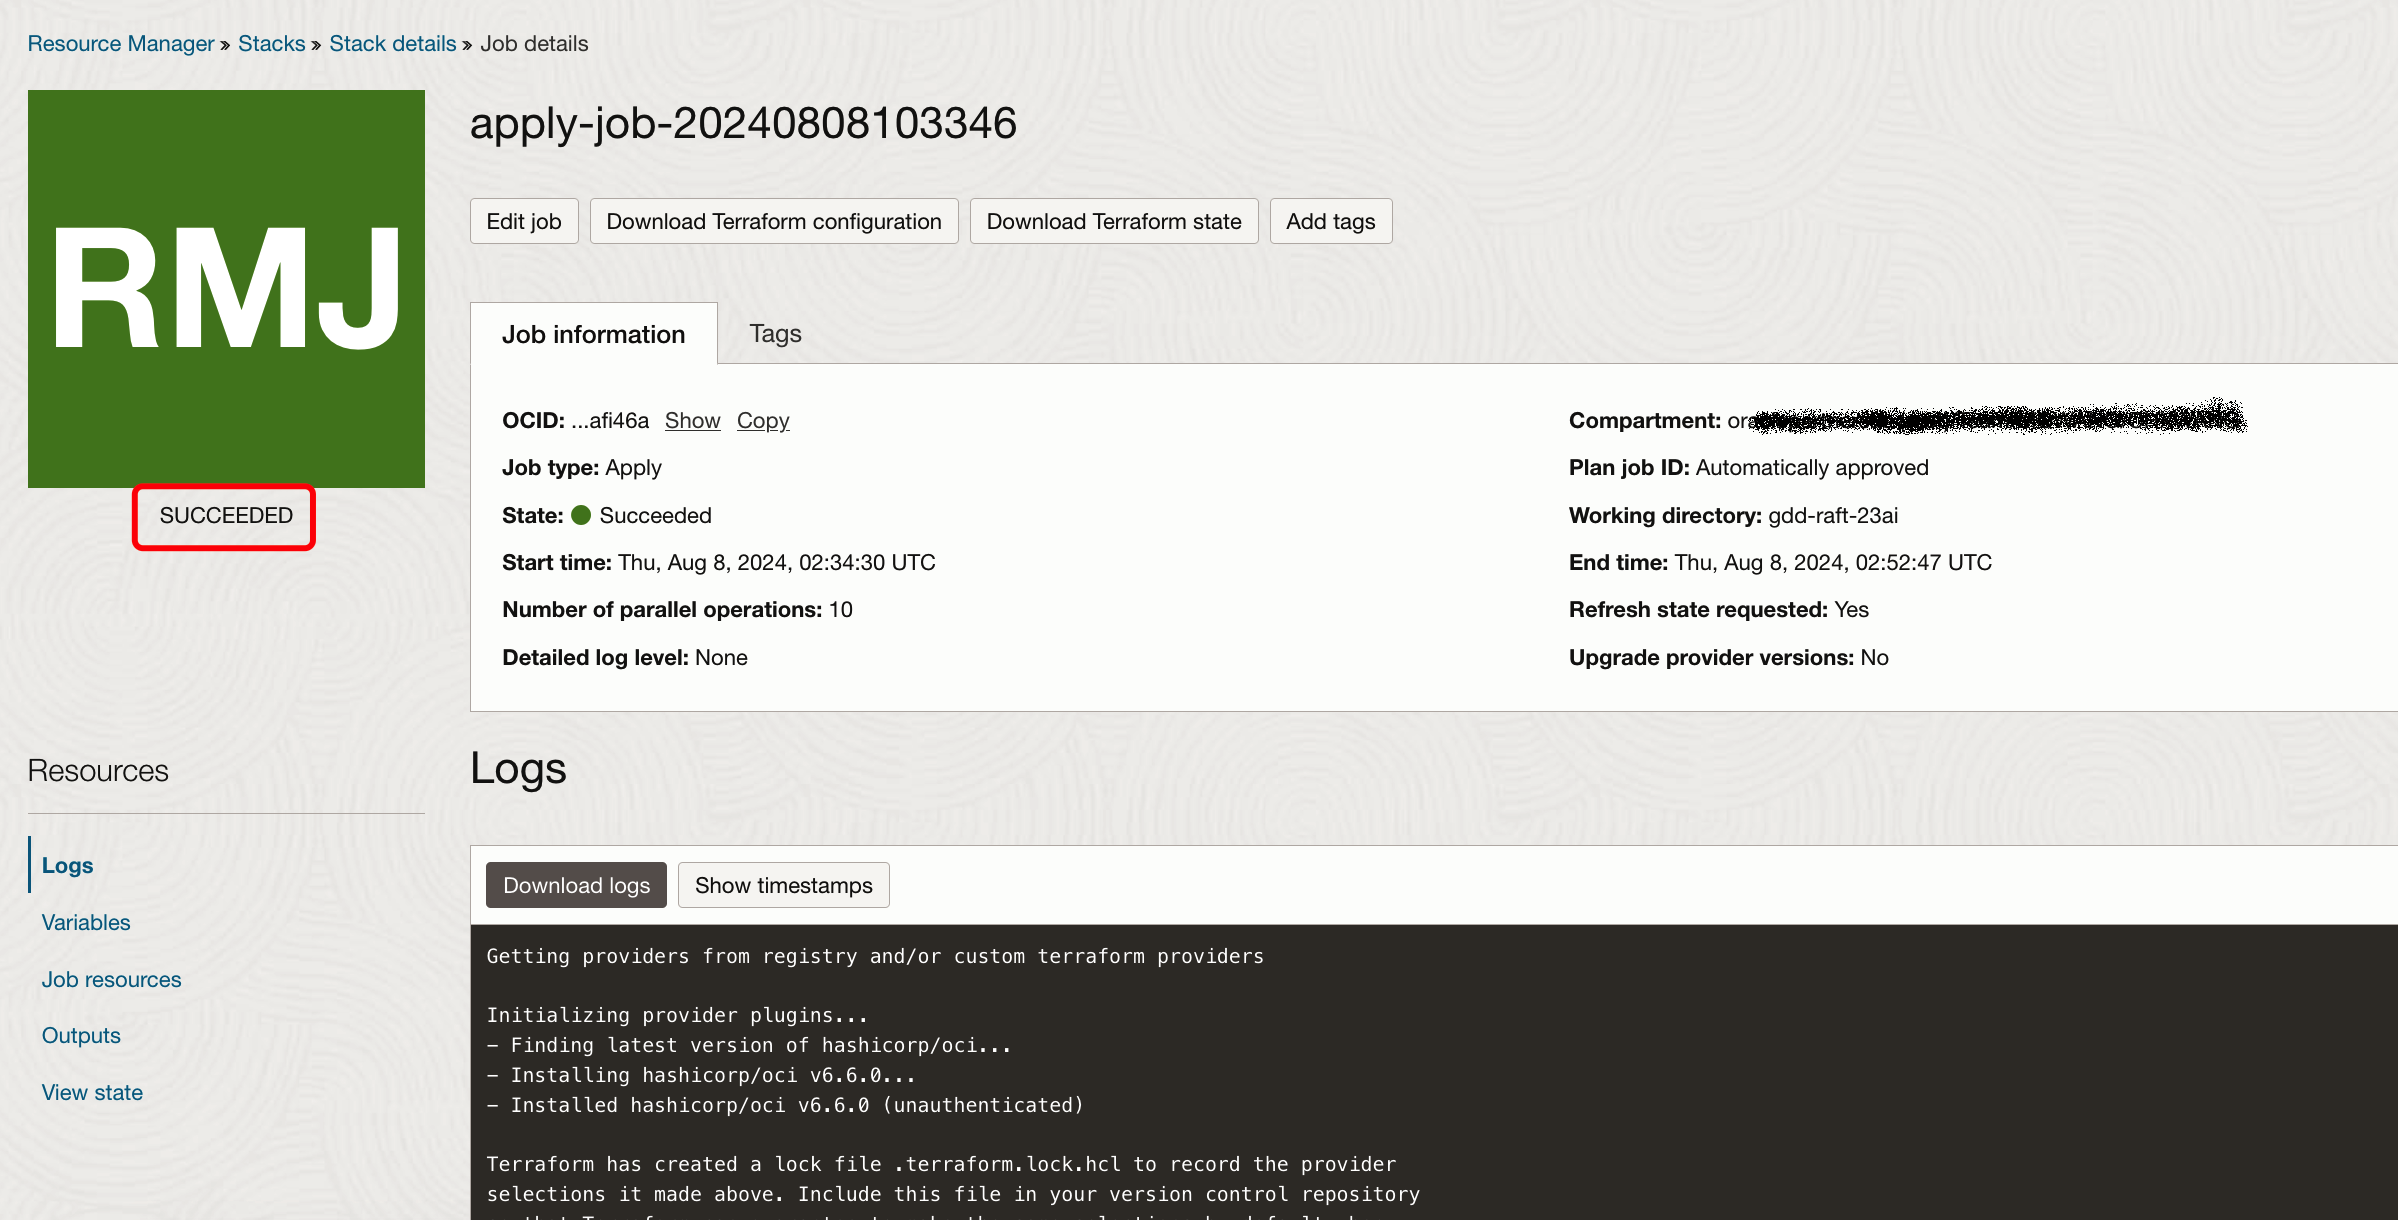 Resource Manager » Stacks » Stack details » Job details
RMJ
SUCCEEDED
apply-job-20240808103346
Edit job Download Terraform configuration Download Terraform state Add tags
Job information Tags
OCID: ...afi46a Show Copy
Job type: Apply
State: Succeeded
Start time: Thu, Aug 8, 2024, 02:34:30 UTC
Number of parallel operations: 10
Detailed log level: None
Compartment:
Plan job ID: Automatically approved
Working directory: gdd-raft-23ai
End time: Thu, Aug 8, 2024, 02:52:47 UTC
Refresh state requested: Yes
Upgrade provider versions: No
Resources
Logs
Variables
Job resources
Outputs
View state
Logs
Download logs Show timestamps
Getting providers from registry and/or custom terraform providers
Initializing provider plugins...
- Finding latest version of hashicorp/oci...
- Installing hashicorp/oci v6.6.0...
- Installed hashicorp/oci v6.6.0 (unauthenticated)
Terraform has created a lock file .terraform.lock.hcl to record the provider
selections it made above. Include this file in your version control repository